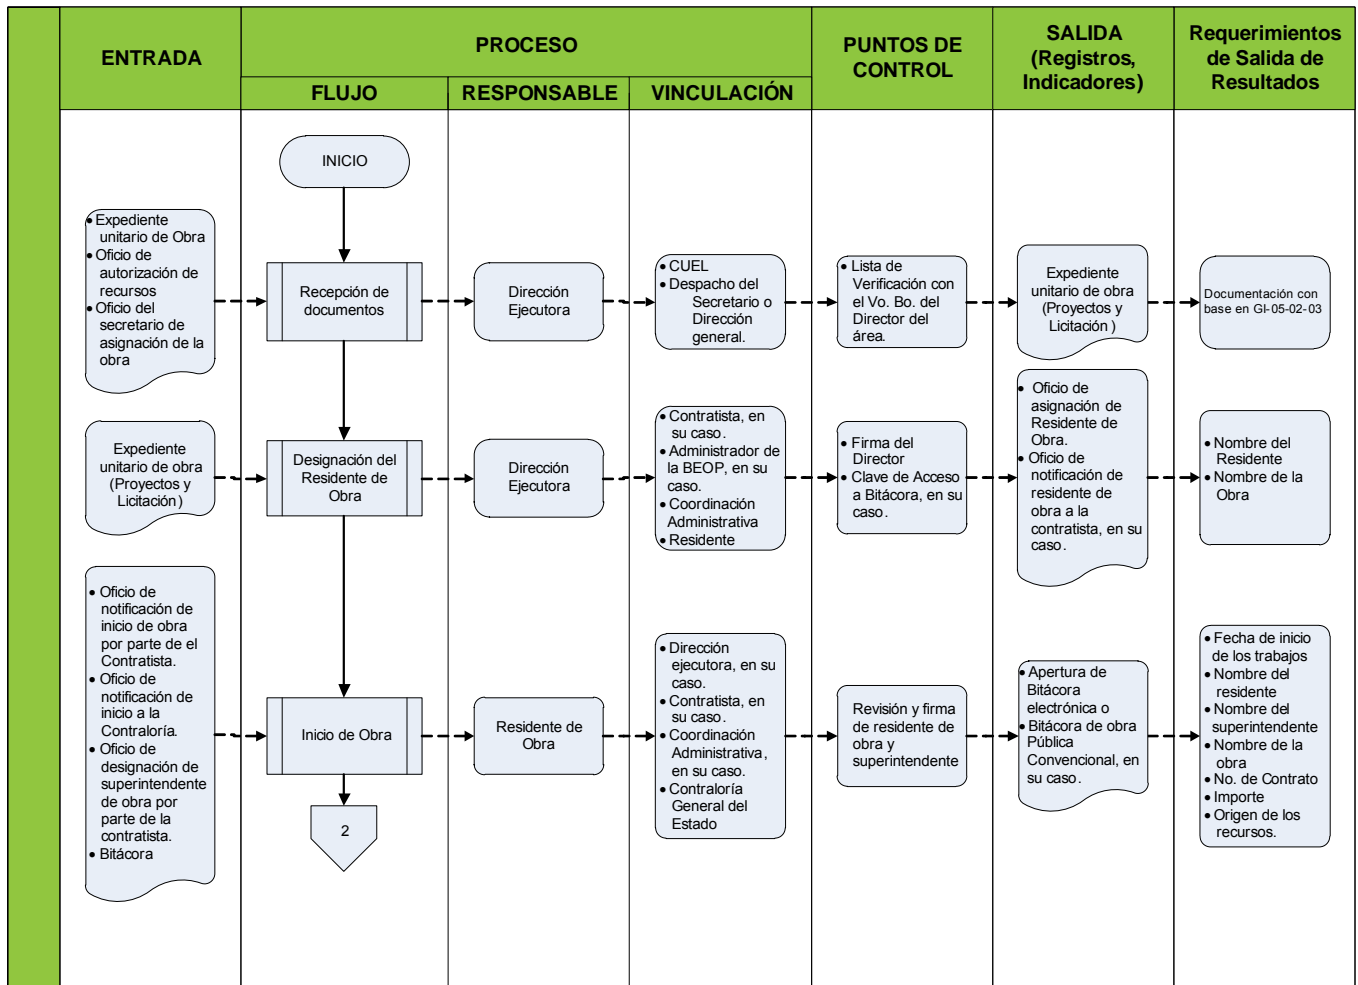 ENTRADA
PROCESO
PUNTOS DE
CONTROL
SALIDA
(Registros,
Indicadores)
Requerimientos
de Salida de
Resultados
FLUJO
RESPONSABLE
VINCULACIÓN
INICIO
• Expediente
unitario de Obra
• Oficio de
autorización de
recursos
• Oficio del
secretario de
asignación de la
obra
Recepción de
documentos
Dirección
Ejecutora
• CUEL
• Despacho del
Secretario o
Dirección
general.
• Lista de
Verificación con
el Vo. Bo. del
Director del
área.
Expediente
unitario de obra
(Proyectos y
Licitación )
Documentación con
base en GI-05-02-03
Expediente
unitario de obra
(Proyectos y
Licitación )
Designación del
Residente de
Obra
Dirección
Ejecutora
• Contratista, en
su caso.
• Administrador de
la BEOP, en su
caso.
• Coordinación
Administrativa
• Residente
• Firma del
Director
• Clave de Acceso
a Bitácora, en su
caso.
• Oficio de
asignación de
Residente de
Obra.
• Oficio de
notificación de
residente de
obra a la
contratista, en su
caso.
• Nombre del
Residente
• Nombre de la
Obra
• Oficio de
notificación de
inicio de obra
por parte de el
Contratista.
• Oficio de
notificación de
inicio a la
Contraloría.
• Oficio de
designación de
superintendente
de obra por
parte de la
contratista.
• Bitácora
Inicio de Obra
Residente de
Obra
• Dirección
ejecutora, en su
caso.
• Contratista, en
su caso.
• Coordinación
Administrativa,
en su caso.
• Contraloría
General del
Estado
Revisión y firma
de residente de
obra y
superintendente
• Apertura de
Bitácora
electrónica o
• Bitácora de obra
Pública
Convencional, en
su caso.
• Fecha de inicio
de los trabajos
• Nombre del
residente
• Nombre del
superintendente
• Nombre de la
obra
• No. de Contrato
• Importe
• Origen de los
recursos.
2